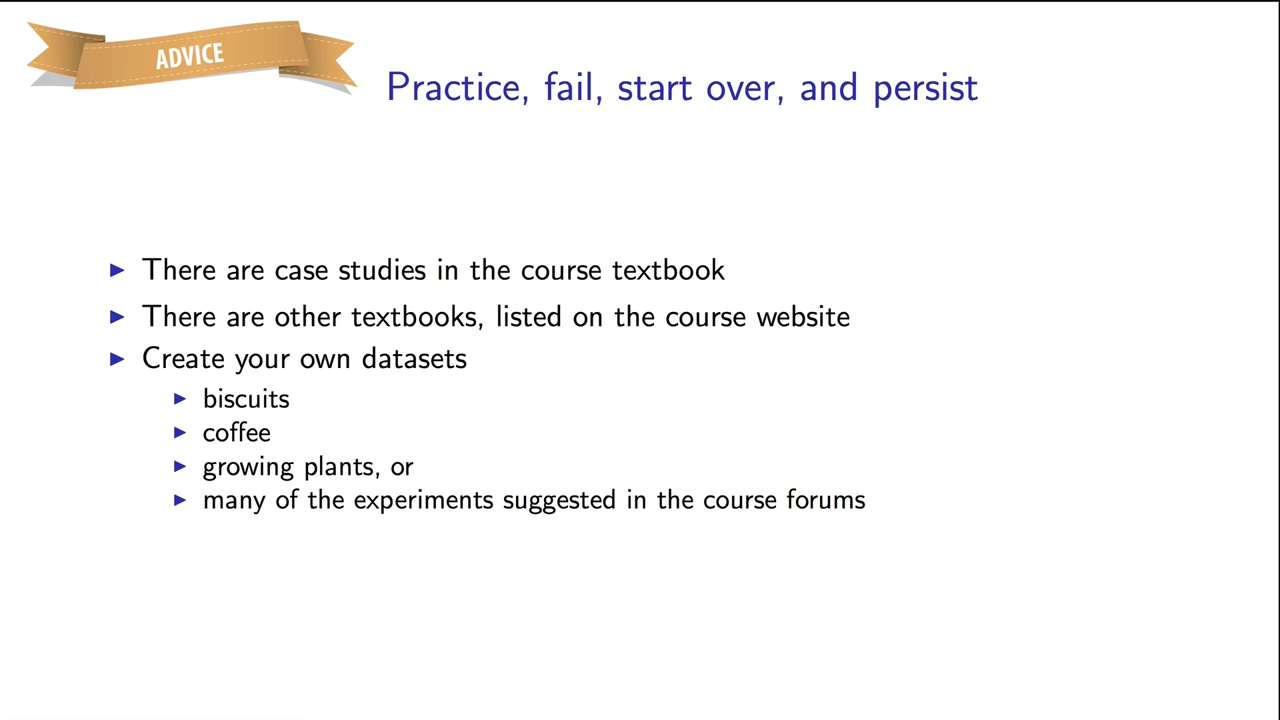 ADVICE
Practice, fail, start over, and persist
▶ There are case studies in the course textbook
▶ There are other textbooks, listed on the course website
▶ Create your own datasets
▶ biscuits
▶ coffee
▶ growing plants, or
▶ many of the experiments suggested in the course forums